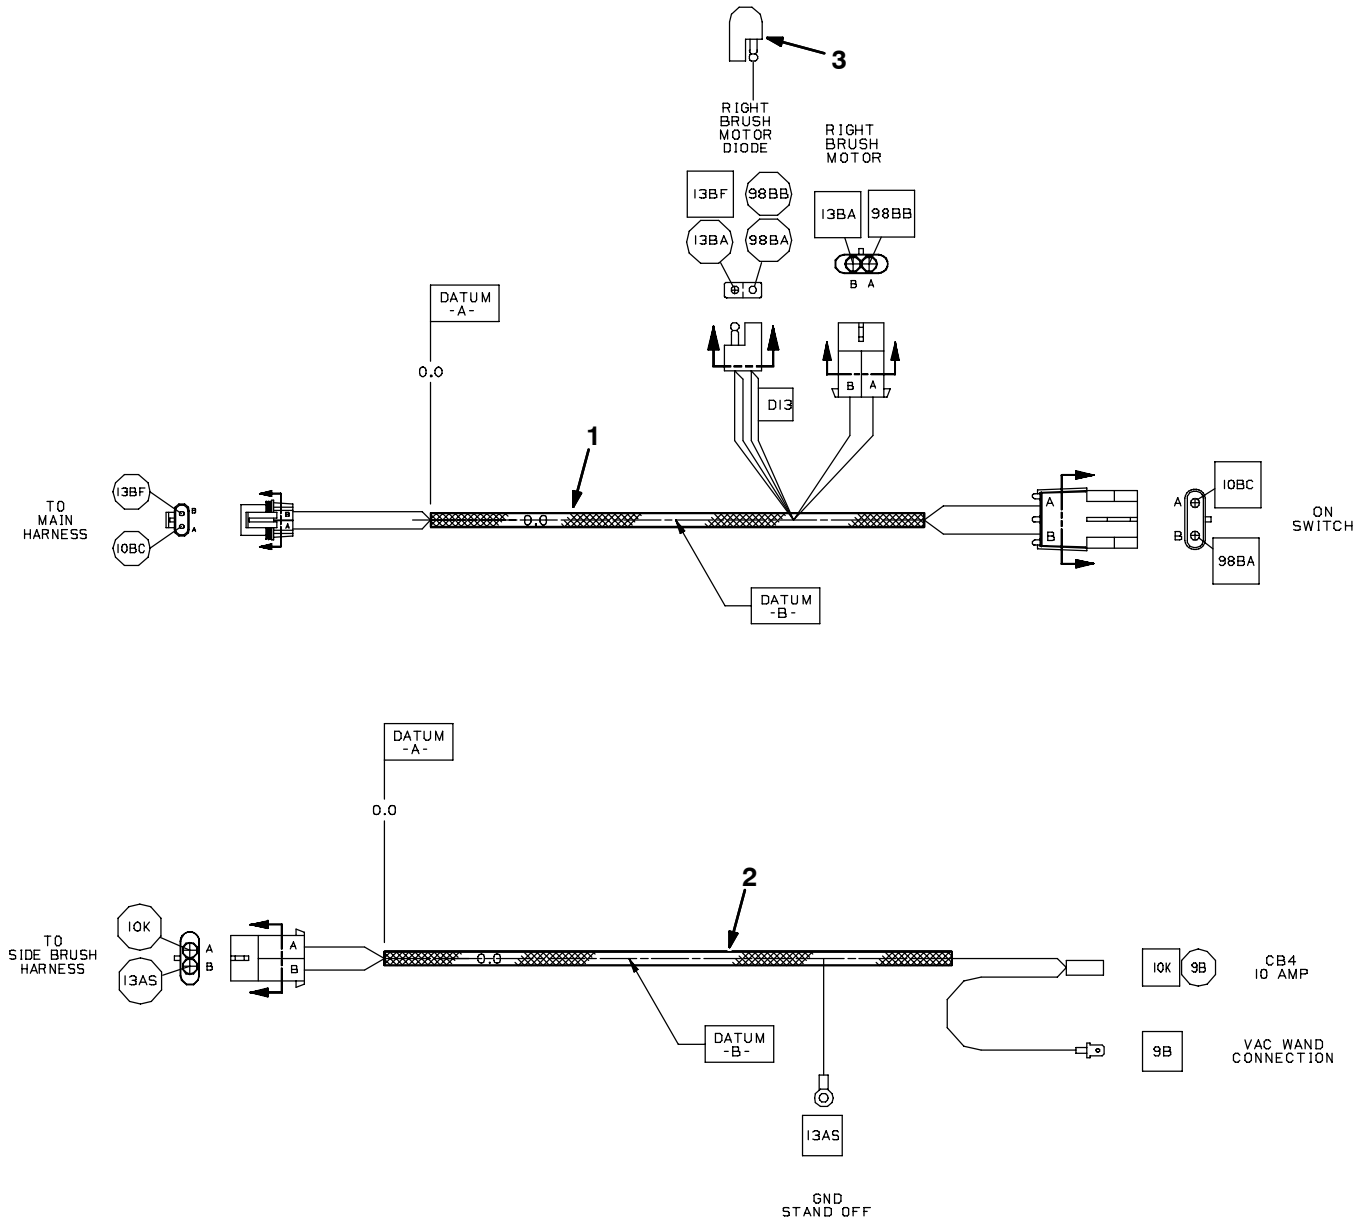 3
RIGHT
BRUSH
MOTOR
DIODE
RIGHT
BRUSH
MOTOR
13BF
98BB
13BA
98BA
13BA
98BB
B A
DATUM
-A-
0.0
B A
D13
1
TO
MAIN
HARNESS
13BF
10BC
B
A
B
A
0.0
A
B
A
B
10BC
98BA
ON
SWITCH
DATUM
-B-
DATUM
-A-
0.0
2
TO
SIDE BRUSH
HARNESS
10K
13AS
A
B
A
B
0.0
10K
9B
CB4
10 AMP
DATUM
-B-
9B
VAC WAND
CONNECTION
13AS
GND
STAND OFF